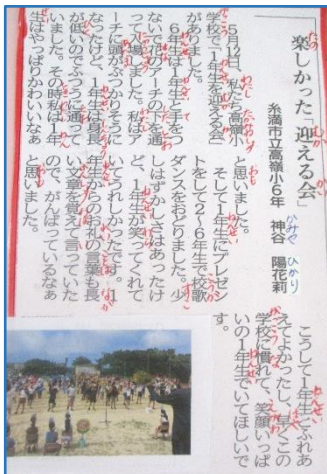 楽しかった「迎える会」
糸満市立高嶺小6年　神谷　陽花莉
かみや　ひかり
5月12日、私たち高嶺小
学校で「1年生を迎える会」
がありました。
6年生は1年生と手をつ
ないで花のアーチの下を通
って入場しました。私はア
ーチに頭がぶつかりそうに
なったけど、1年生は身長
が低いのでふつうに通って
いました。その時私は1年
生はやっぱりかわいいなぁ
と思いました。
そして1年生にプレゼン
トをして2~6年生で校歌
ダンスをおどりました。少
しはずかしさはあったけ
ど、1年生が笑ってくれて
いてうれしかったです。1
年生からのお礼の言葉も長
い文章を覚えて言っていた
ので、がんばっているなぁ
と思いました。
こうして1年生とふれあ
えてよかったし、早くこの
学校に慣れて、笑顔いっぱ
いの1年生でいてほしいで
す。